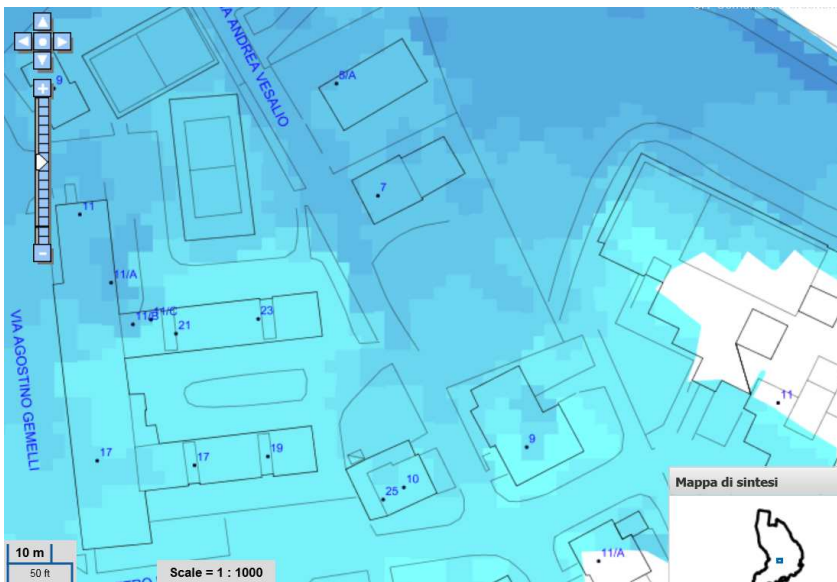 VIA ANDREA VESALIO
8/A
9
7
11
11/A
11/B
11/C
21
23
VIA AGOSTINO GEMELLI
17
17
19
25
10
9
11
11/A
Mappa di sintesi
10 m
50 ft
Scale = 1 : 1000